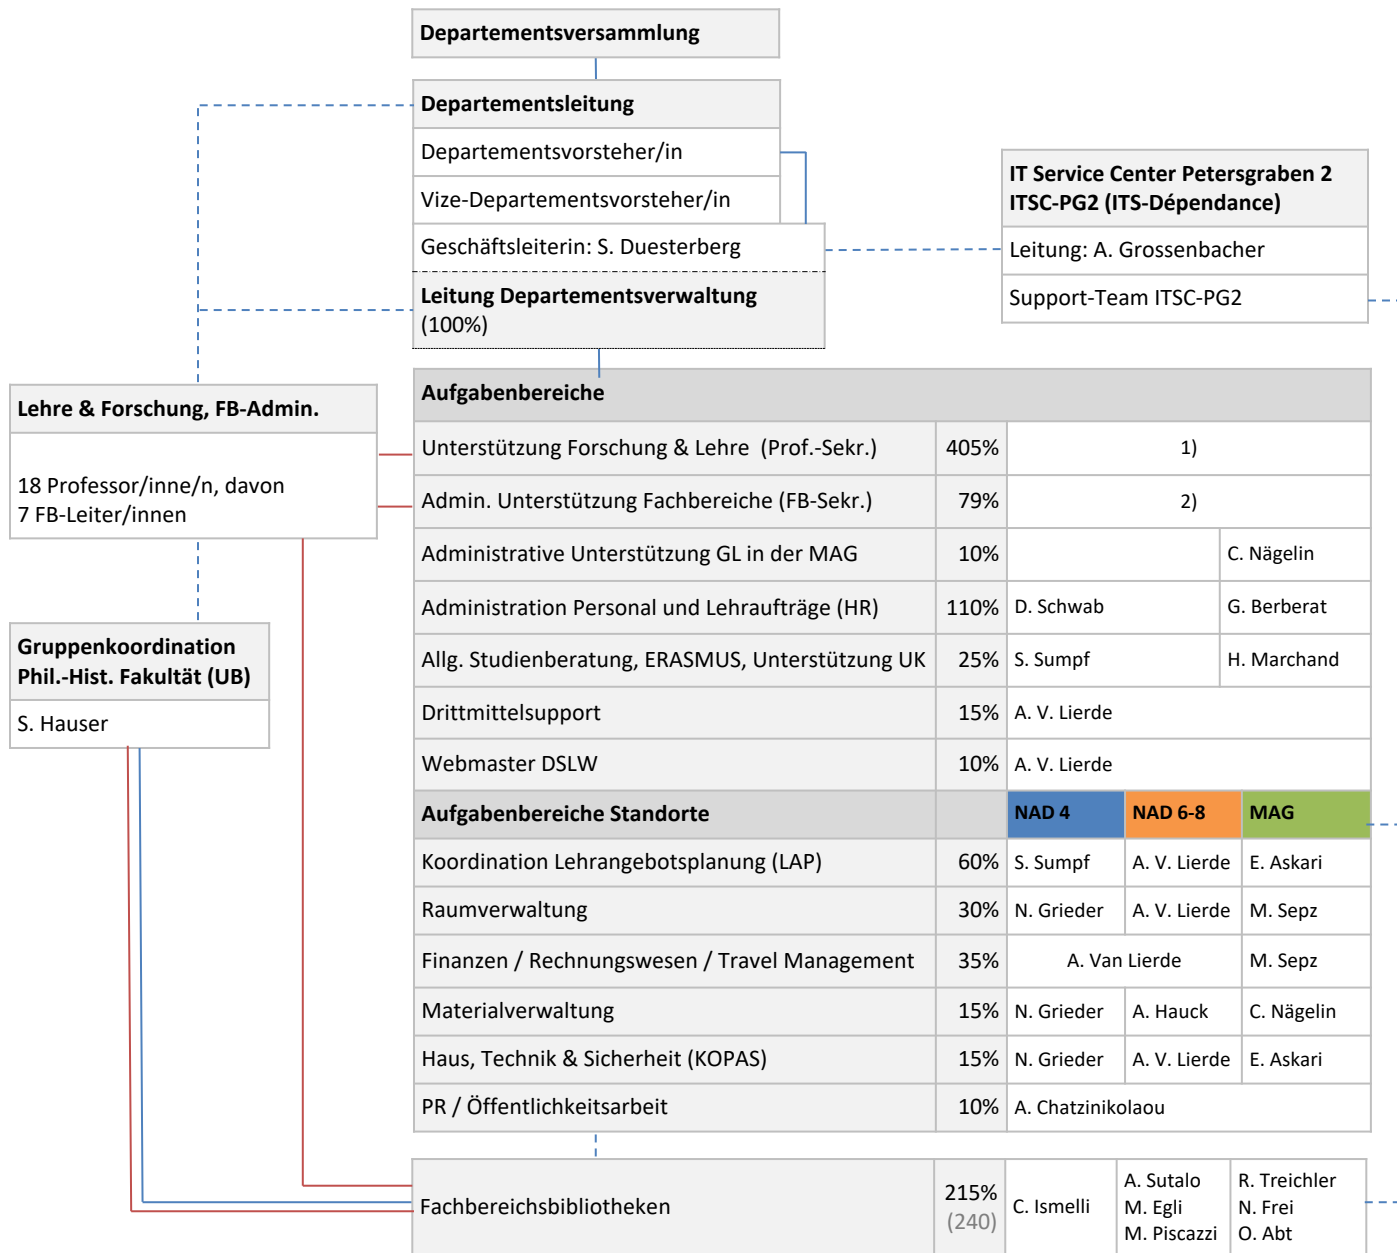 Departementsversammlung
Departementsleitung
Departementsvorsteher/in
Vize-Departementsvorsteher/in
Geschäftsleiterin: S. Duesterberg
Leitung Departementsverwaltung
(100%)
IT Service Center Petersgraben 2
ITSC-PG2 (ITS-Dépendance)
Leitung: A. Grossenbacher
Support-Team ITSC-PG2
Lehre & Forschung, FB-Admin.
18 Professor/inne/n, davon
7 FB-Leiter/innen
Gruppenkoordination
Phil.-Hist. Fakultät (UB)
S. Hauser
Aufgabenbereiche
Unterstützung Forschung & Lehre (Prof.-Sekr.) 405% 1)
Admin. Unterstützung Fachbereiche (FB-Sekr.) 79% 2)
Administrative Unterstützung GL in der MAG 10% C. Nägelin
Administration Personal und Lehraufträge (HR) 110% D. Schwab G. Berberat
Allg. Studienberatung, ERASMUS, Unterstützung UK 25% S. Sumpf H. Marchand
Drittmittelsupport 15% A. V. Lierde
Webmaster DSLW 10% A. V. Lierde
Aufgabenbereiche Standorte NAD 4 NAD 6-8 MAG
Koordination Lehrangebotsplanung (LAP) 60% S. Sumpf A. V. Lierde E. Askari
Raumverwaltung 30% N. Grieder A. V. Lierde M. Sepz
Finanzen / Rechnungswesen / Travel Management 35% A. Van Lierde M. Sepz
Materialverwaltung 15% N. Grieder A. Hauck C. Nägelin
Haus, Technik & Sicherheit (KOPAS) 15% N. Grieder A. V. Lierde E. Askari
PR / Öffentlichkeitsarbeit 10% A. Chatzinikolaou
Fachbereichsbibliotheken
215%
(240)
C. Ismelli
A. Sutalo
M. Egli
M. Piscazzi
R. Treichler
N. Frei
O. Abt